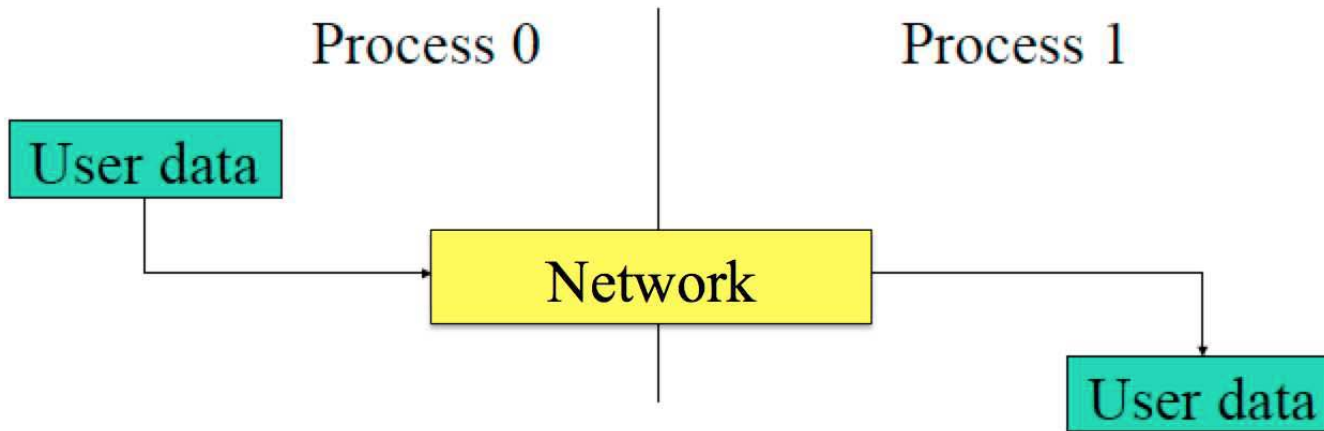 Process 0
Process 1
User data
Network
User data